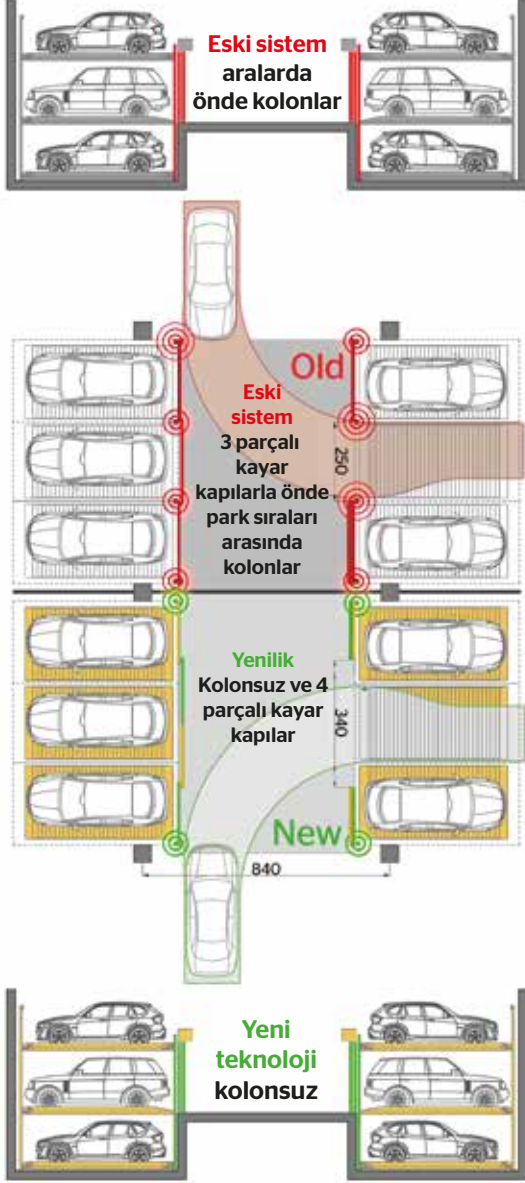 Eski sistem
aralarda
önde kolonlar
Old
Eski
sistem
3 parçalı
kayar
kapılarla önde
park sıraları
arasında
kolonlar
250
Yenilik
Kolonsuz ve 4
parçalı kayar
kapılar
340
New
840
Yeni
teknoloji
kolonsuz